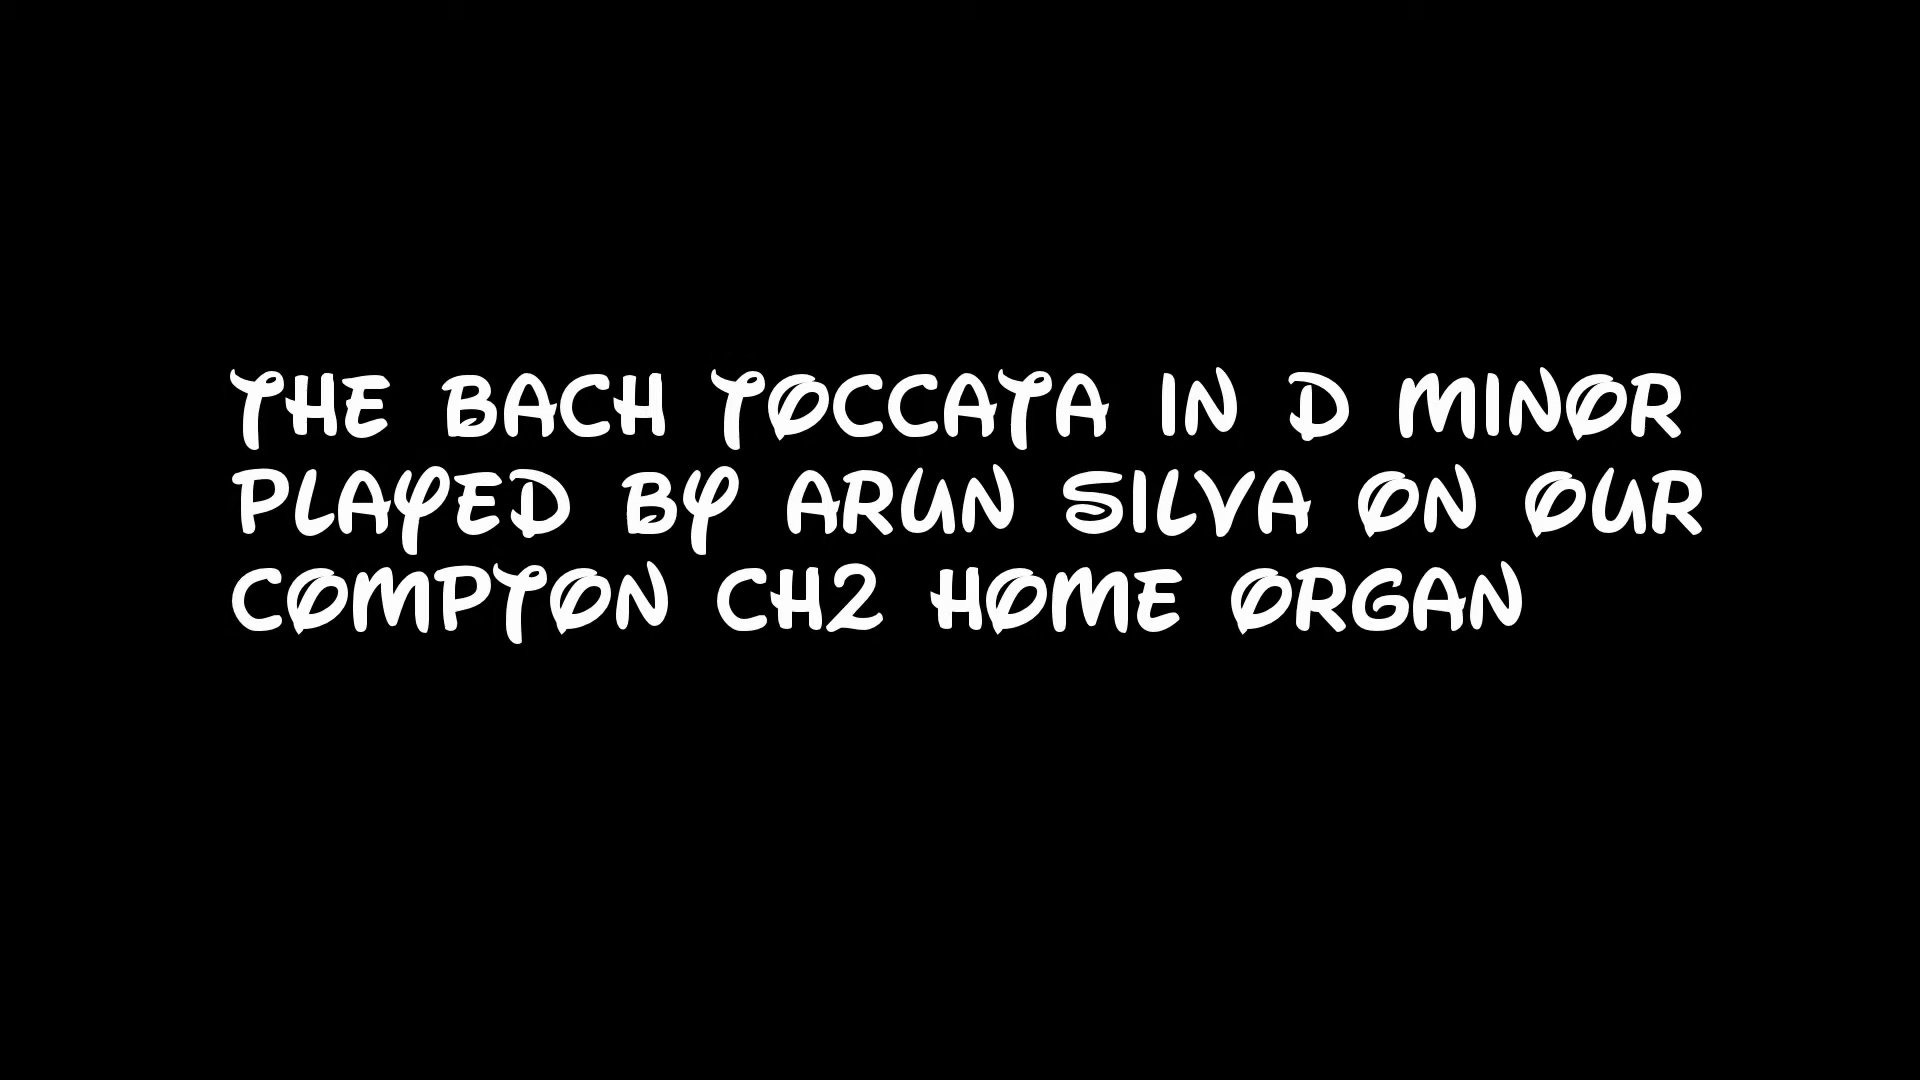 THE BACH TOCCATA IN D MINOR
PLAYED BY ARUN SILVA ON OUR
COMPTON CH2 HOME ORGAN